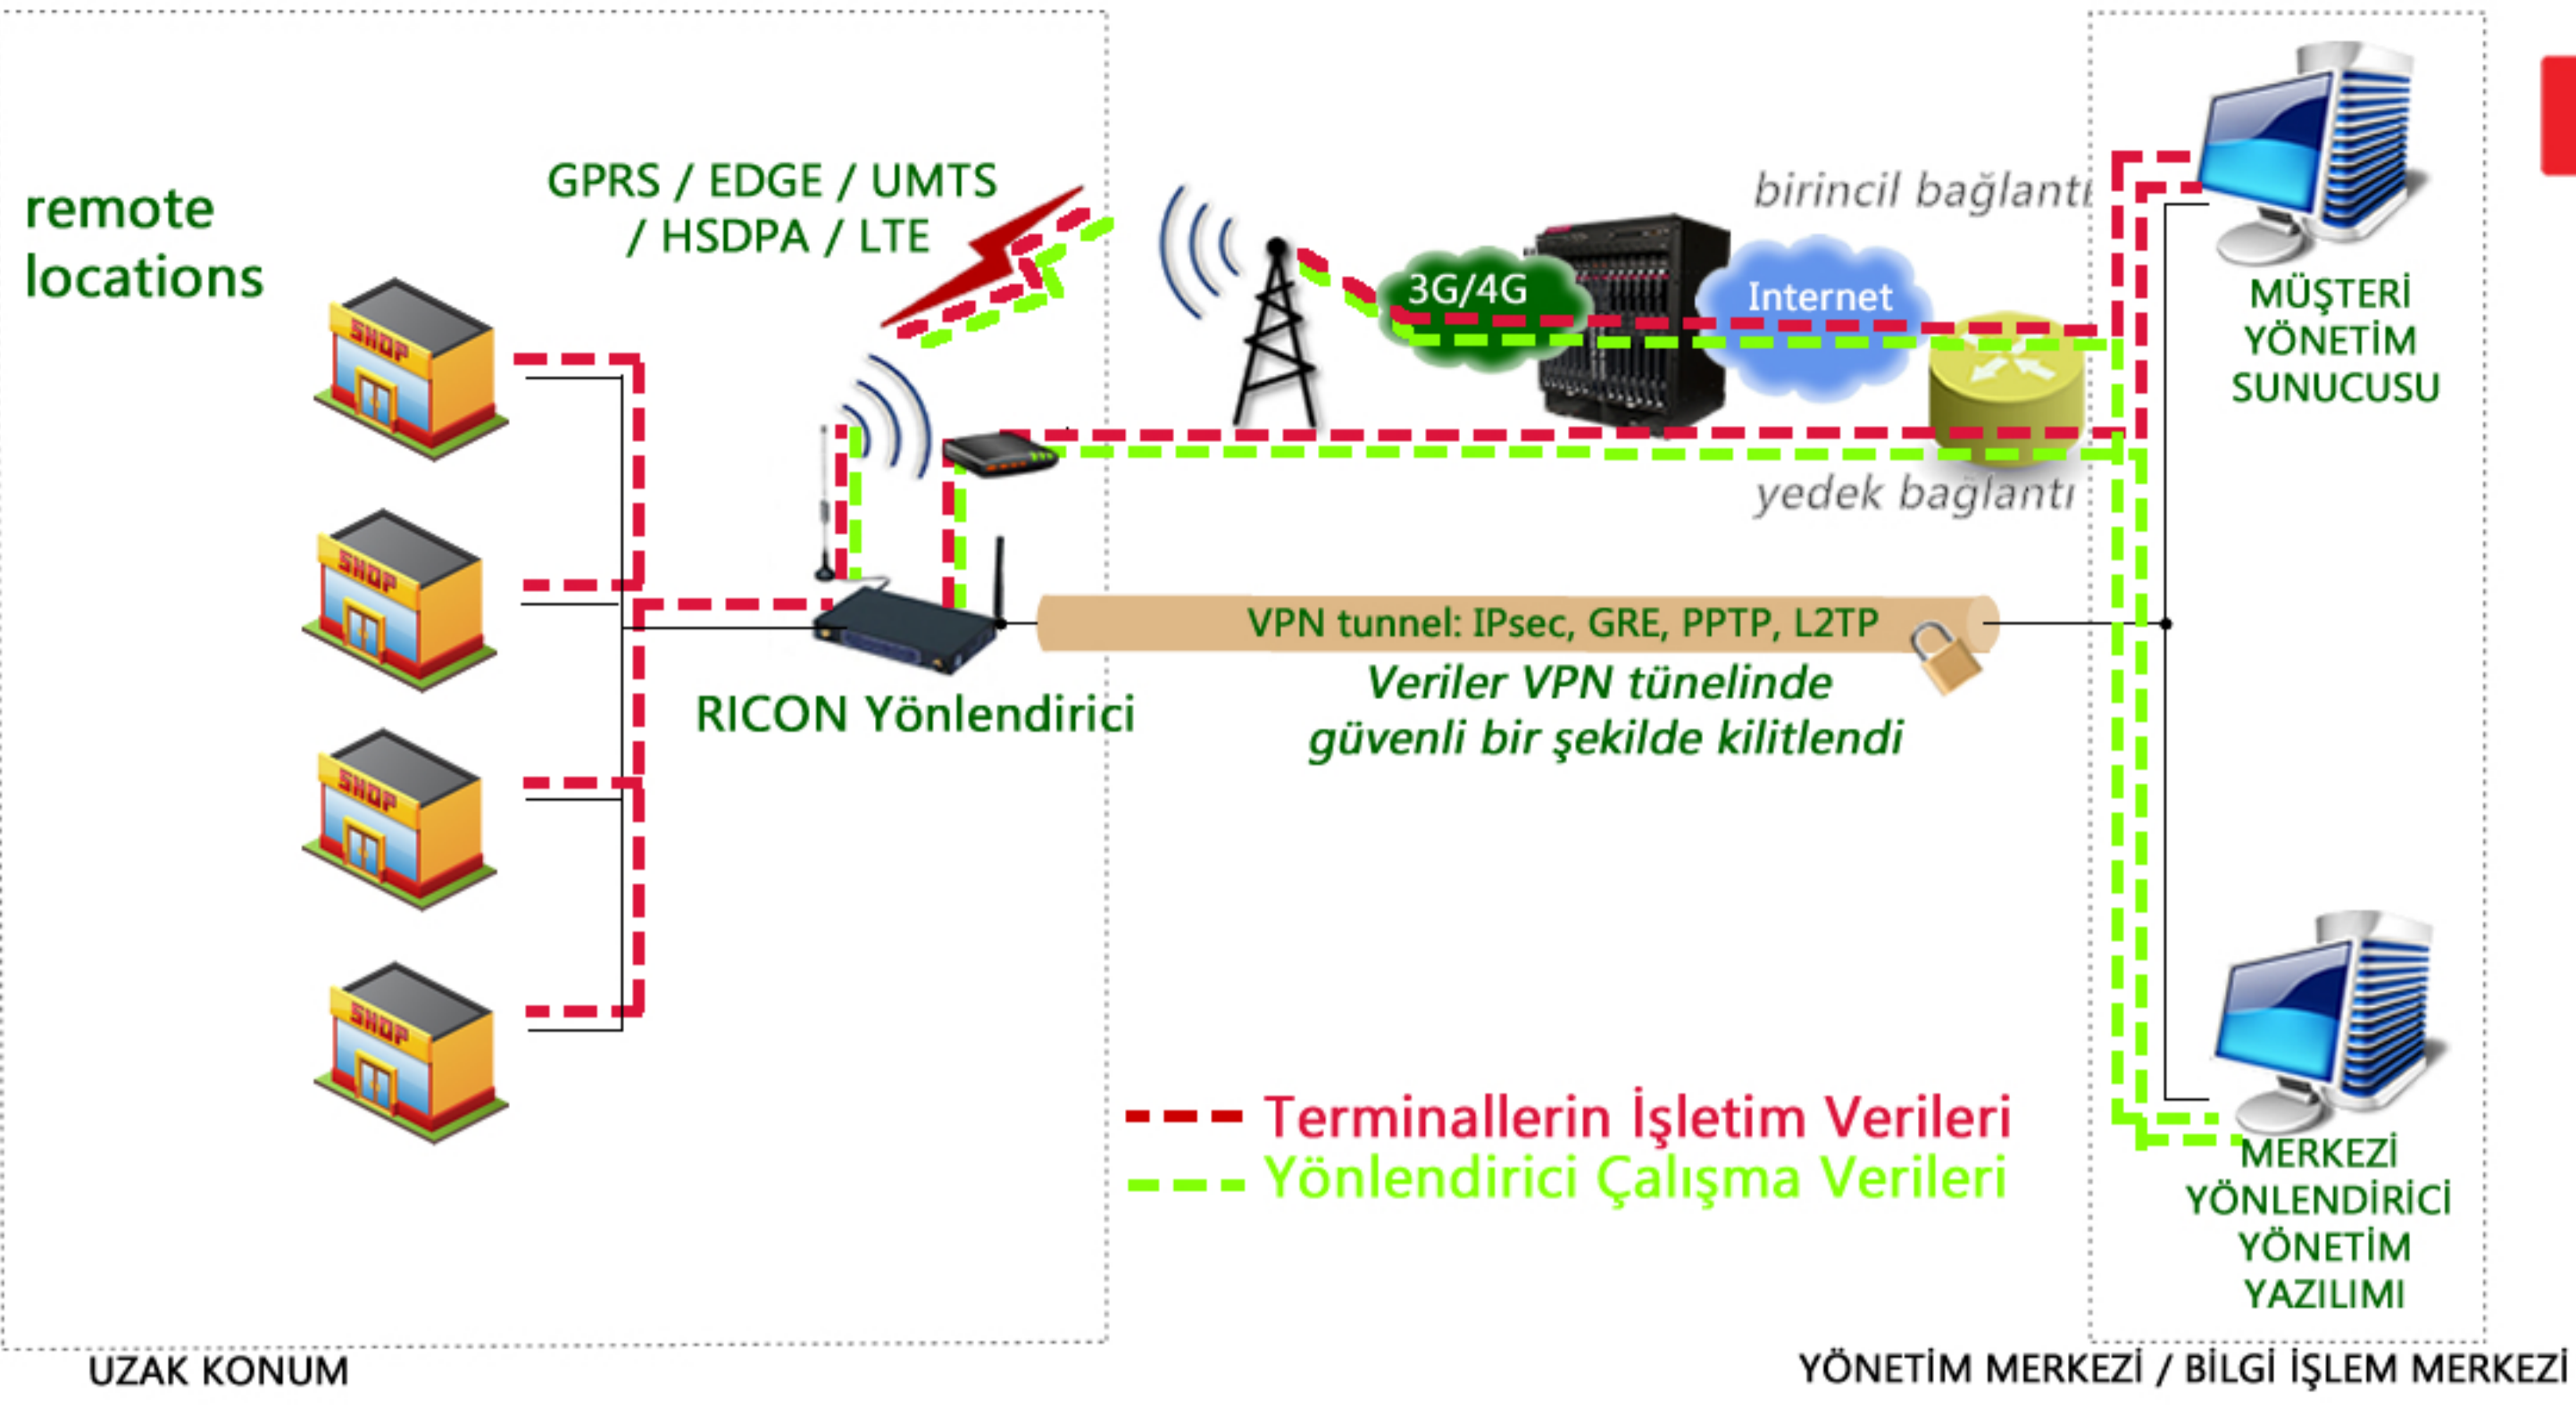 remote
locations
GPRS / EDGE / UMTS
/ HSDPA / LTE
SHOP
SHOP
SHOP
SHOP
RICON Yönlendirici
3G/4G
Internet
birincil bağlantı
yedek bağlantı
VPN tunnel: IPsec, GRE, PPTP, L2TP
Veriler VPN tünelinde
güvenli bir şekilde kilitlendi
MÜŞTERİ
YÖNETİM
SUNUCUSU
MERKEZİ
YÖNLENDİRİCİ
YÖNETİM
YAZILIMI
Terminallerin İşletim Verileri
Yönlendirici Çalışma Verileri
UZAK KONUM
YÖNETİM MERKEZİ / BİLGİ İŞLEM MERKEZİ